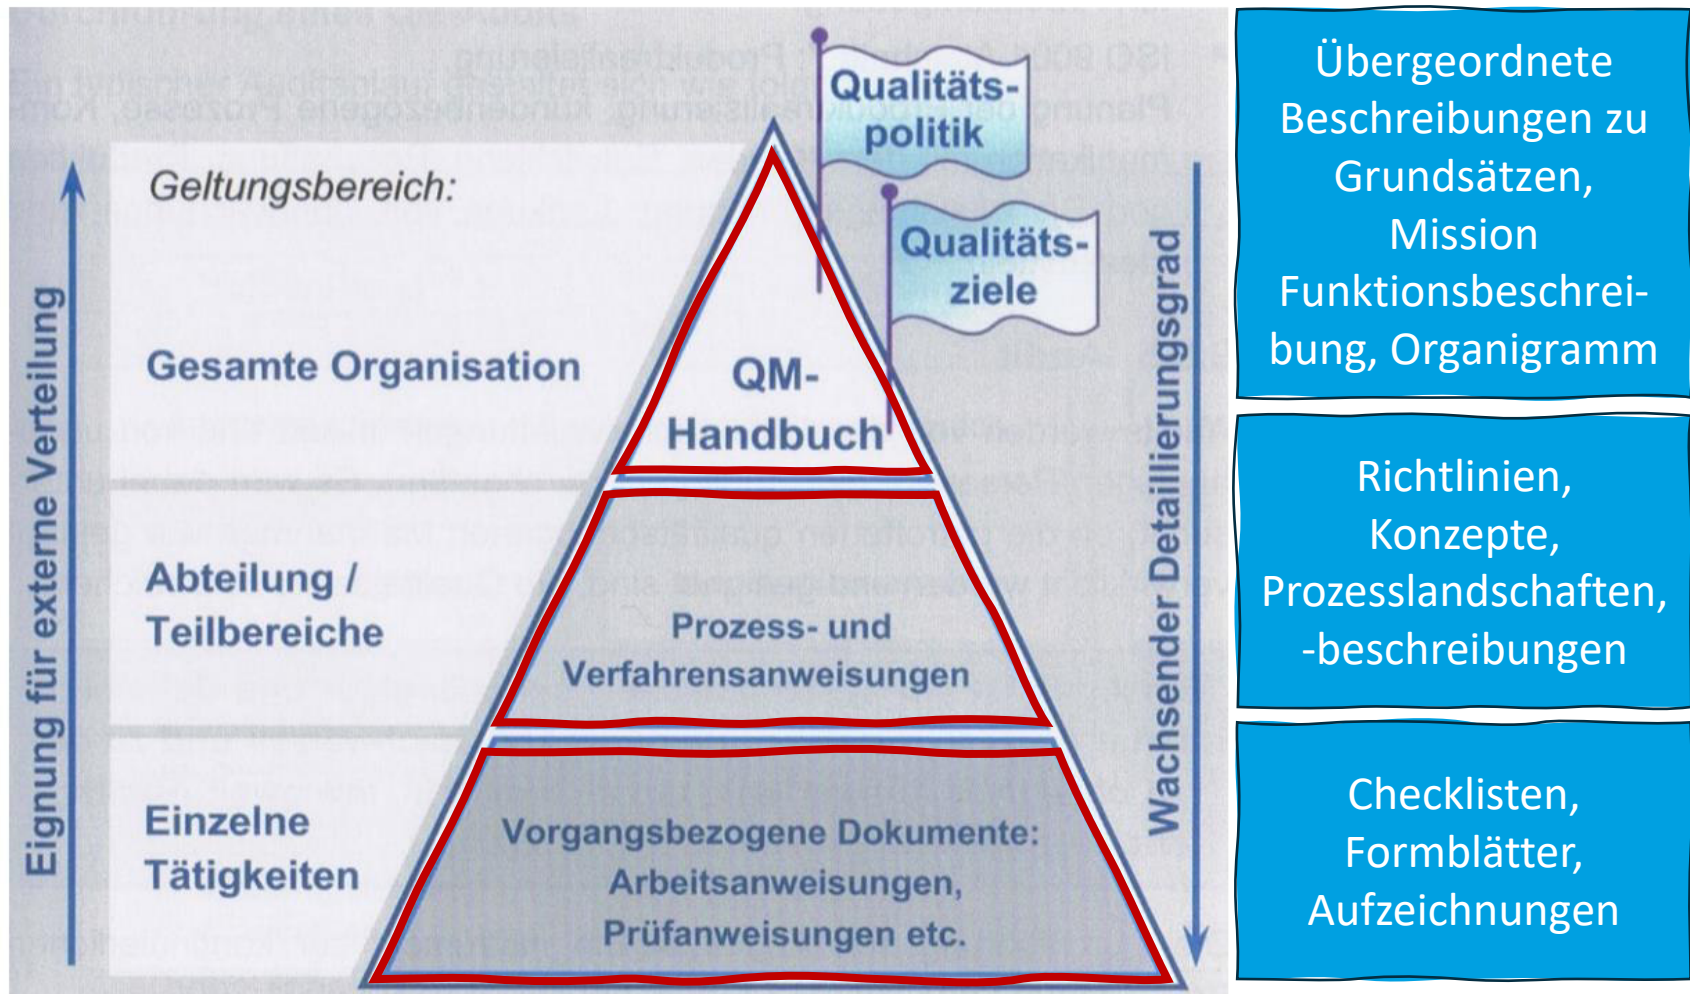 Qualitäts-
politik
Qualitäts-
ziele
Geltungsbereich:
Gesamte Organisation
QM-
Handbuch
Abteilung /
Teilbereiche
Prozess- und
Verfahrensanweisungen
Einzelne
Tätigkeiten
Vorgangsbezogene Dokumente:
Arbeitsanweisungen,
Prüfanweisungen etc.
Eignung für externe Verteilung
Wachsender Detaillierungsgrad
Übergeordnete
Beschreibungen zu
Grundsätzen,
Mission
Funktionsbeschrei-
bung, Organigramm
Richtlinien,
Konzepte,
Prozesslandschaften,
-beschreibungen
Checklisten,
Formblätter,
Aufzeichnungen